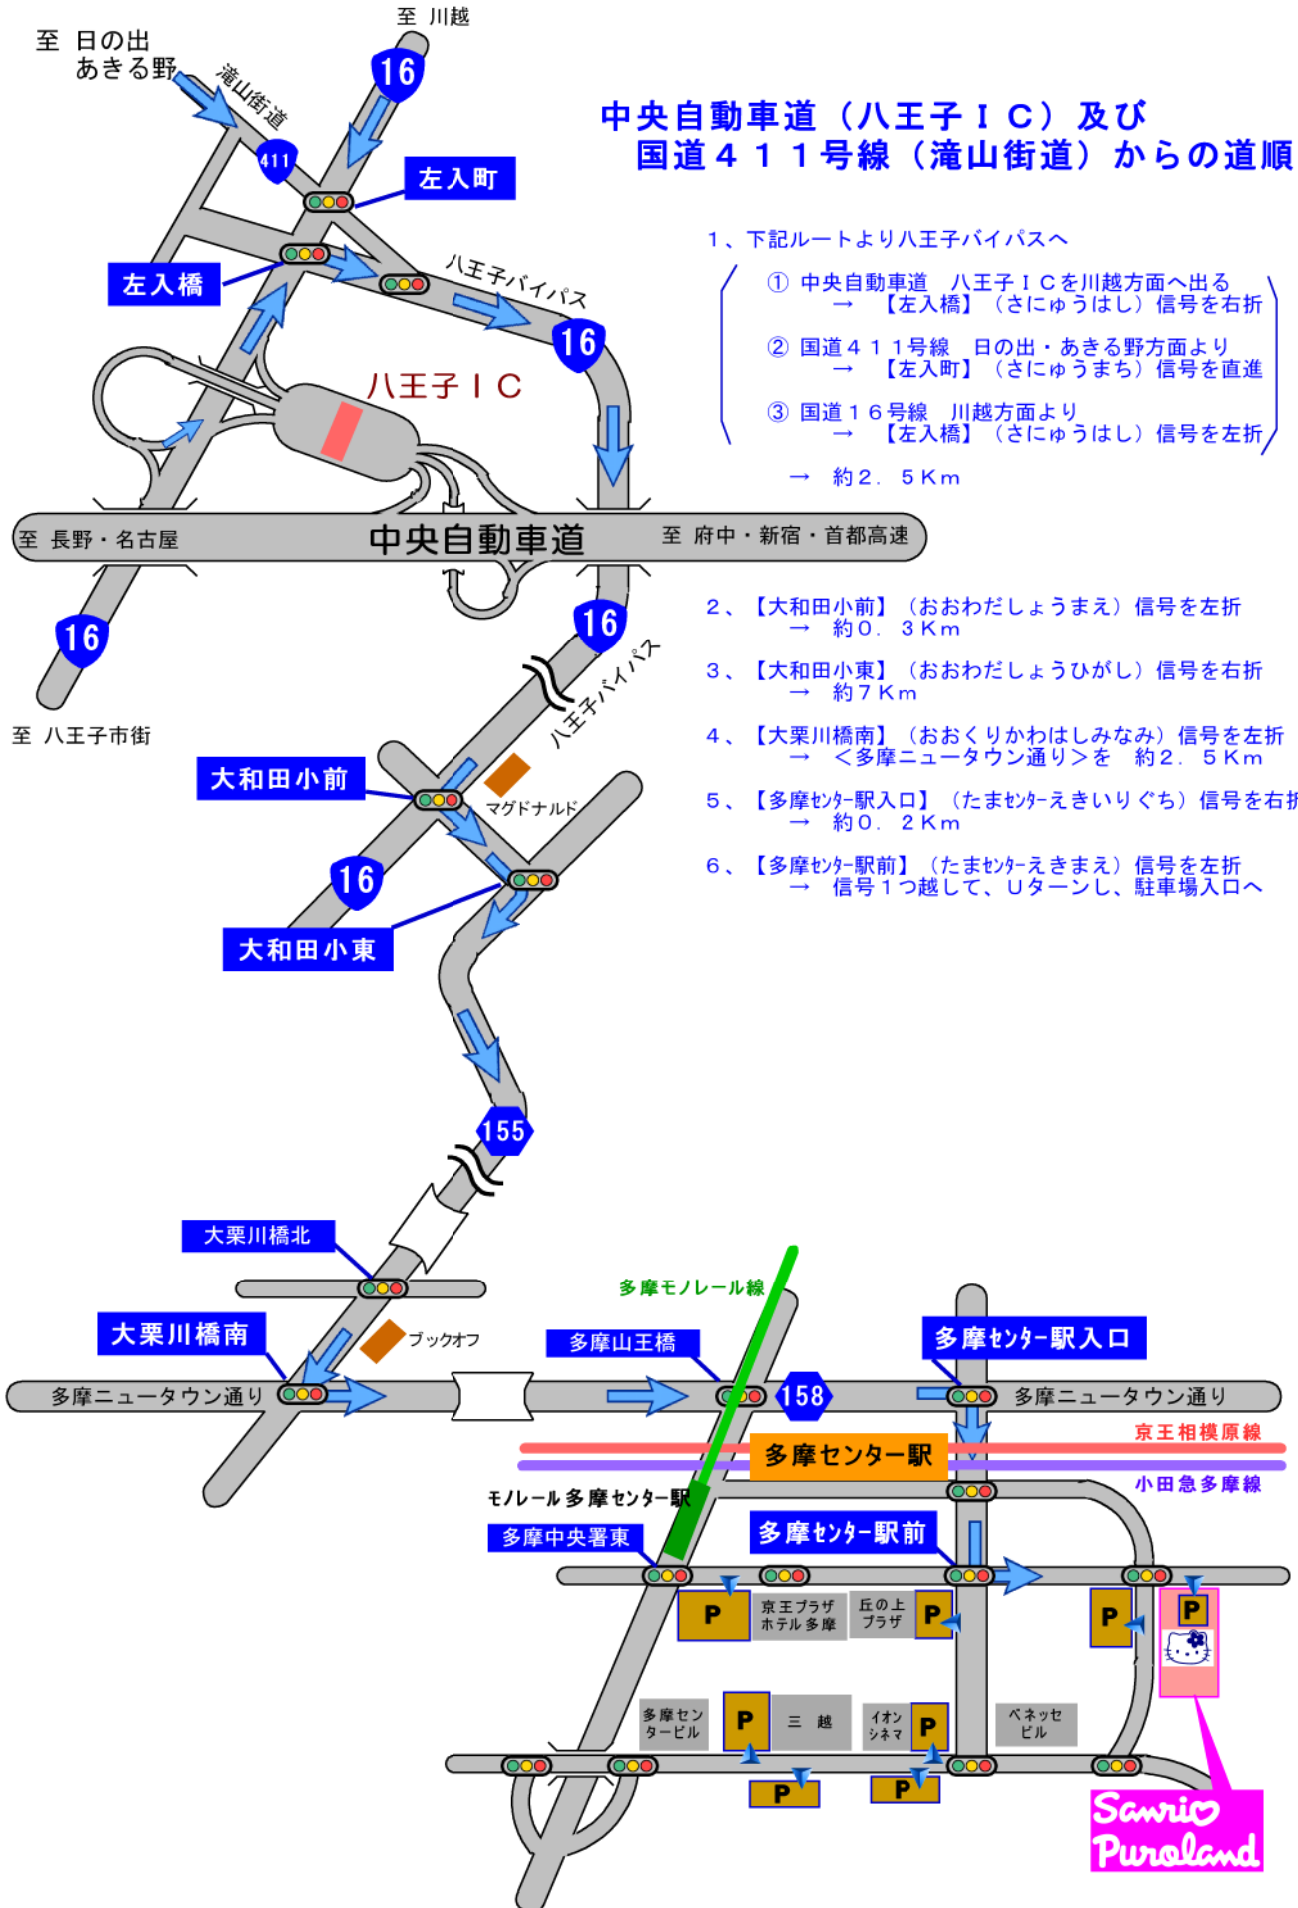 至 川越
至 日の出
あきる野
滝山街道
16
411
左入町
中央自動車道（八王子ＩＣ）及び
国道４１１号線（滝山街道）からの道順
左入橋
八王子バイパス
16
八王子ＩＣ
１、下記ルートより八王子バイパスへ
① 中央自動車道　八王子ＩＣを川越方面へ出る
→　【左入橋】（さにゅうはし）信号を右折
② 国道４１１号線　日の出・あきる野方面より
→　【左入町】（さにゅうまち）信号を直進
③ 国道１６号線　川越方面より
→　【左入橋】（さにゅうはし）信号を左折
→　約２．５Ｋｍ
至 長野・名古屋
中央自動車道
至 府中・新宿・首都高速
16
16
八王子バイパス
至 八王子市街
２、【大和田小前】（おおわだしょうまえ）信号を左折
→　約０．３Ｋｍ
３、【大和田小東】（おおわだしょうひがし）信号を右折
→　約７Ｋｍ
４、【大栗川橋南】（おおくりかわはしみなみ）信号を左折
→　＜多摩ニュータウン通り＞を　約２．５Ｋｍ
５、【多摩ｾﾝﾀｰ駅入口】（たまｾﾝﾀｰえきいりぐち）信号を右折
→　約０．２Ｋｍ
６、【多摩ｾﾝﾀｰ駅前】（たまｾﾝﾀｰえきまえ）信号を左折
→　信号１つ越して、Ｕターンし、駐車場入口へ
大和田小前
マグドナルド
16
大和田小東
155
大栗川橋北
大栗川橋南
ブックオフ
多摩モノレール線
多摩山王橋
多摩ｾﾝﾀｰ駅入口
多摩ニュータウン通り
158
多摩ニュータウン通り
京王相模原線
多摩センター駅
小田急多摩線
モノレール多摩センター駅
多摩中央署東
多摩ｾﾝﾀｰ駅前
P
京王プラザ
ホテル多摩
丘の上
プラザ
P
P
P
多摩セン
タービル
P
三 越
イオン
シネマ
P
ベネッセ
ビル
P
P
Sanrio
Puroland